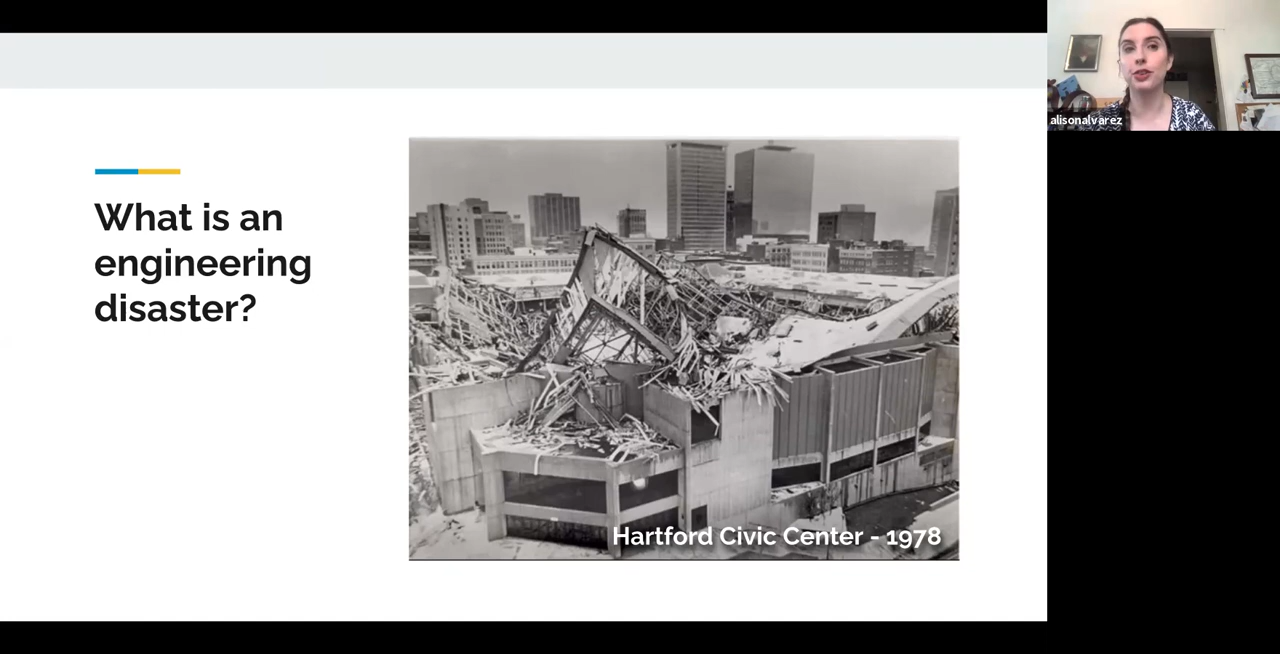 What is an
engineering
disaster?
Hartford Civic Center - 1978
alisonalvarez